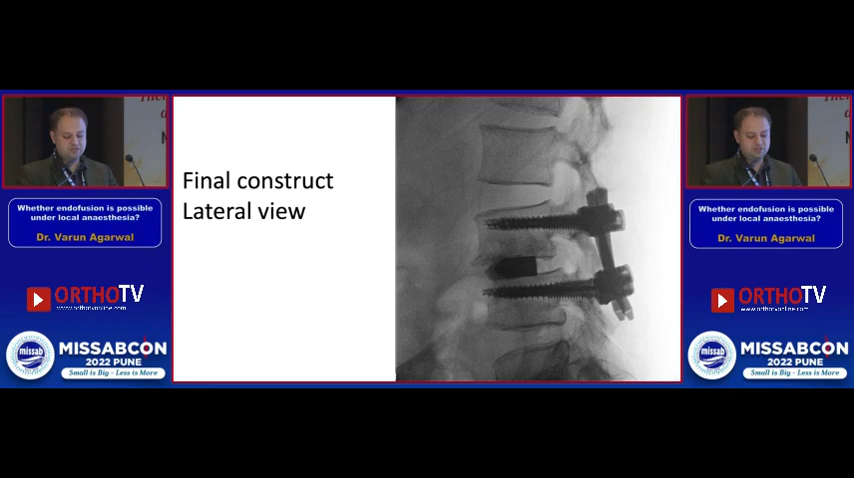 Whether endofusion is possible
under local anaesthesia?
Dr. Varun Agarwal
ORTHOTV
missab
MISSABCON
2022 PUNE
Small is Big - Less is More
Final construct
Lateral view
Whether endofusion is possible
under local anaesthesia?
Dr. Varun Agarwal
ORTHOTV
missab
MISSABCON
2022 PUNE
Small is Big - Less is More